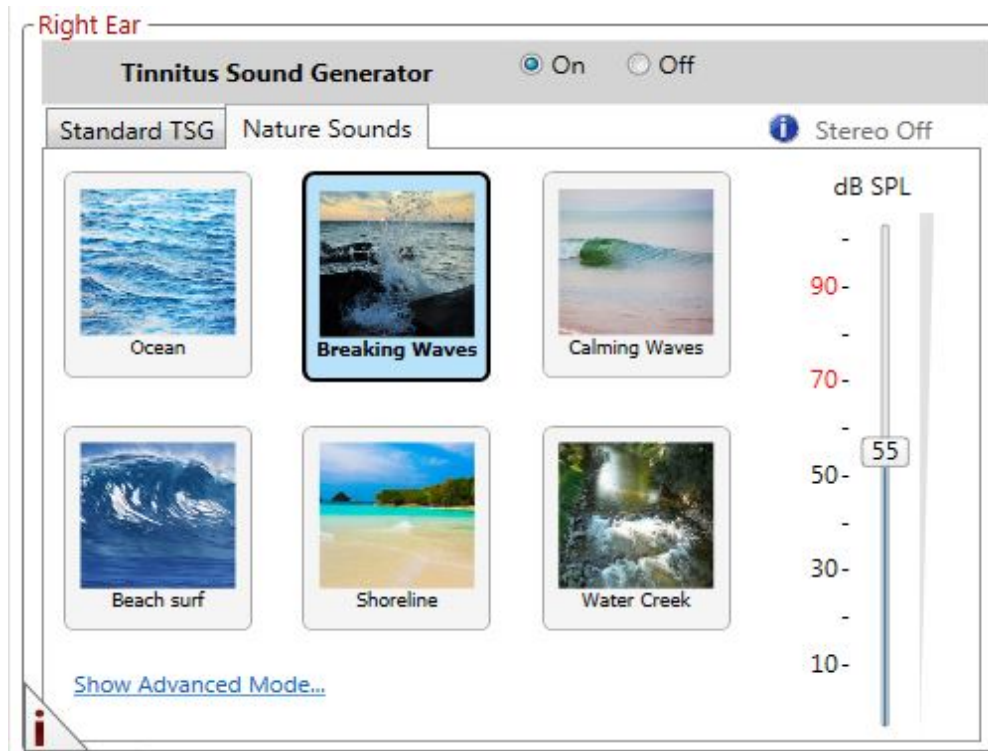 Right Ear
Tinnitus Sound Generator On Off
Standard TSG Nature Sounds i Stereo Off
dB SPL
Ocean Breaking Waves Calming Waves
90-
70-
55
50-
30-
10-
Beach surf Shoreline Water Creek
Show Advanced Mode...
i